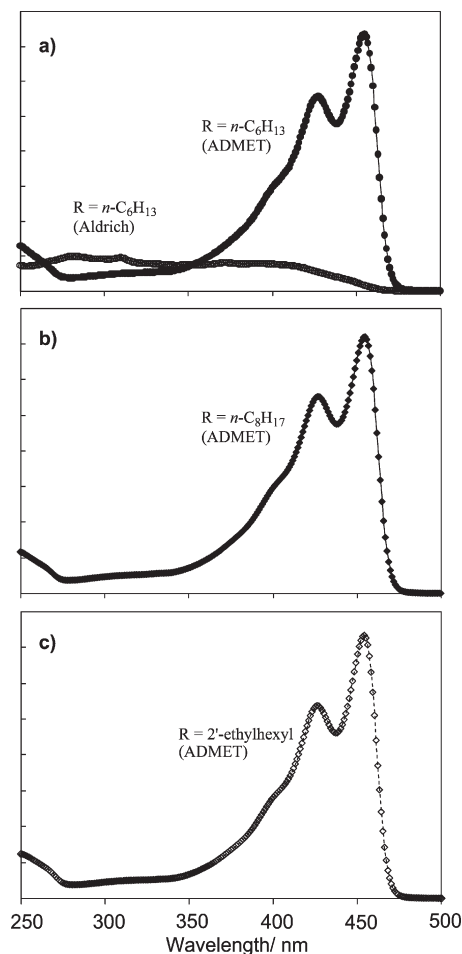 a)
R = n-C₆H₁₃
(ADMET)
R = n-C₆H₁₃
(Aldrich)
b)
R = n-C₈H₁₇
(ADMET)
c)
R = 2'-ethylhexyl
(ADMET)
250 300 350 400 450 500
Wavelength/ nm